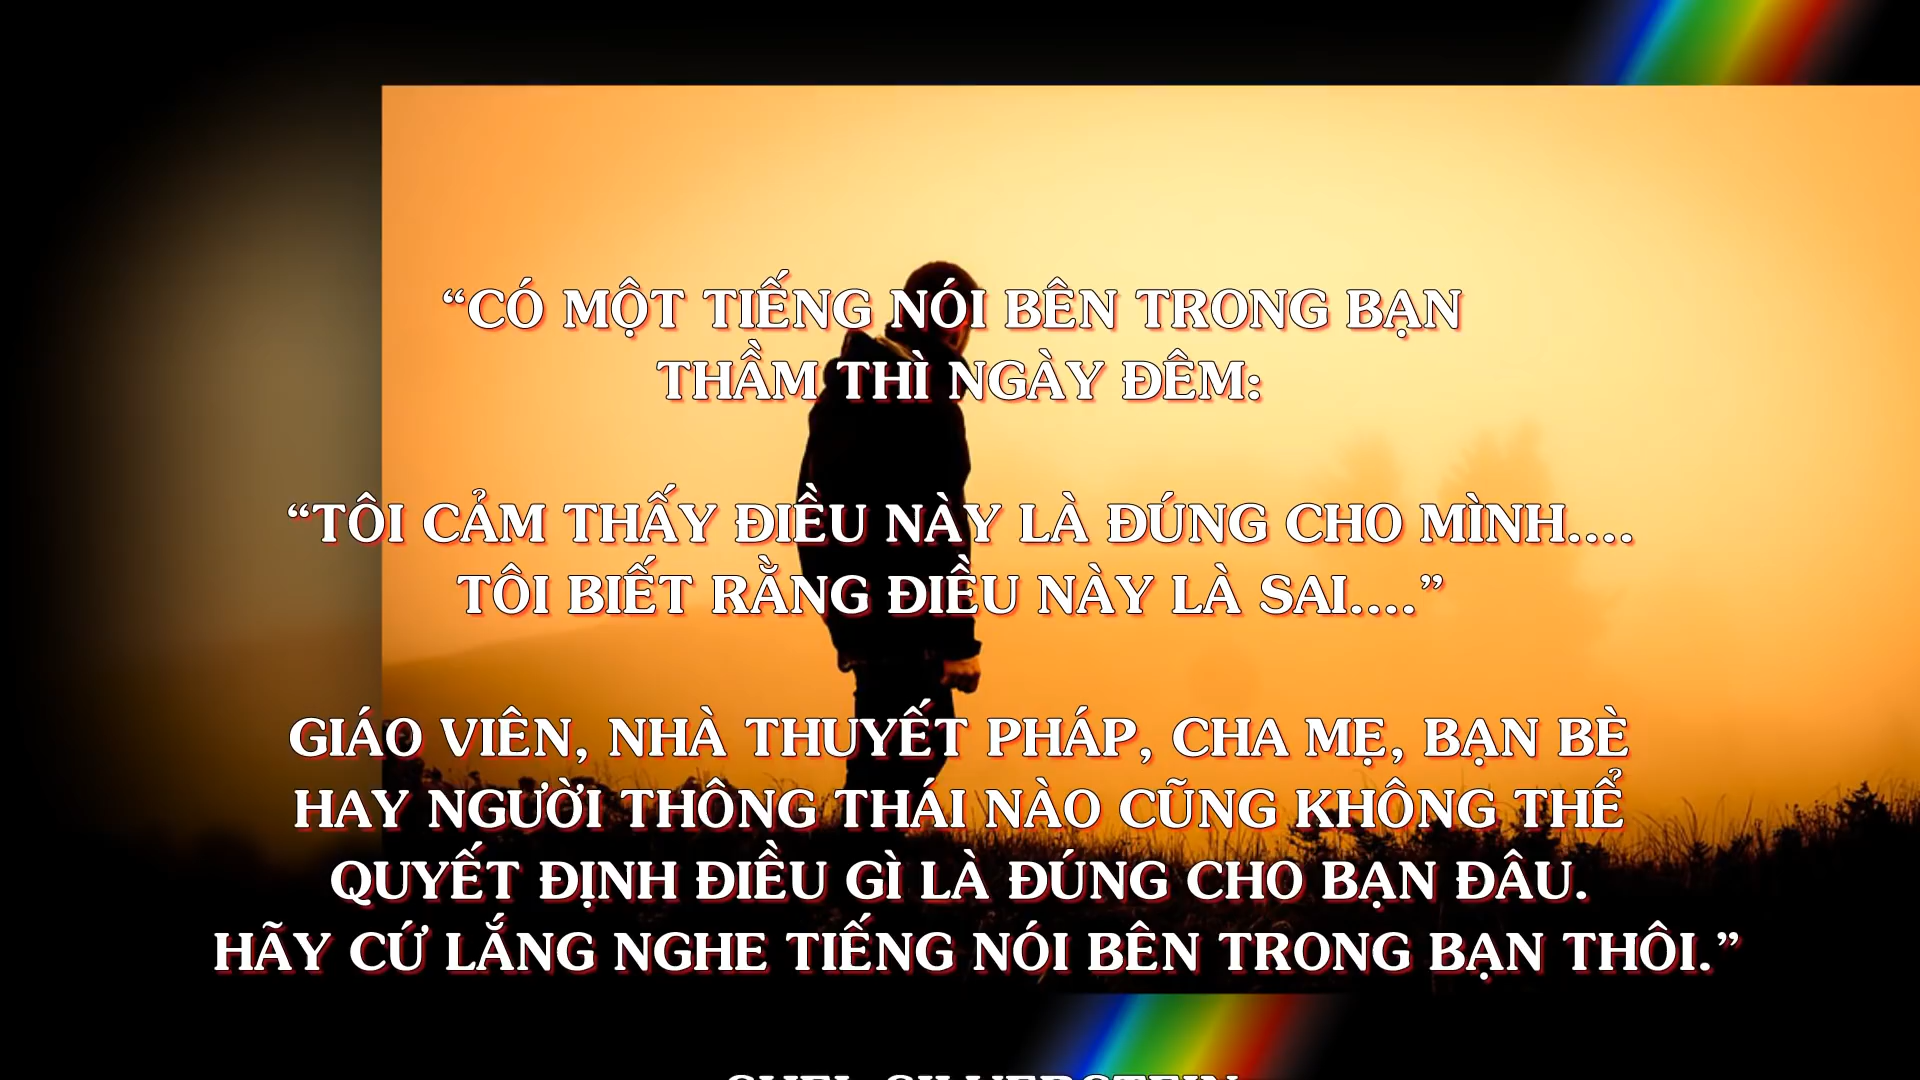 “CÓ MỘT TIẾNG NÓI BÊN TRONG BẠN
THẦM THÌ NGÀY ĐÊM:
“TÔI CẢM THẤY ĐIỀU NÀY LÀ ĐÚNG CHO MÌNH....
TÔI BIẾT RẰNG ĐIỀU NÀY LÀ SAI....”
GIÁO VIÊN, NHÀ THUYẾT PHÁP, CHA MẸ, BẠN BÈ
HAY NGƯỜI THÔNG THÁI NÀO CŨNG KHÔNG THỂ
QUYẾT ĐỊNH ĐIỀU GÌ LÀ ĐÚNG CHO BẠN ĐÂU.
HÃY CỨ LẮNG NGHE TIẾNG NÓI BÊN TRONG BẠN THÔI.”
SHEL SILVERSTEIN